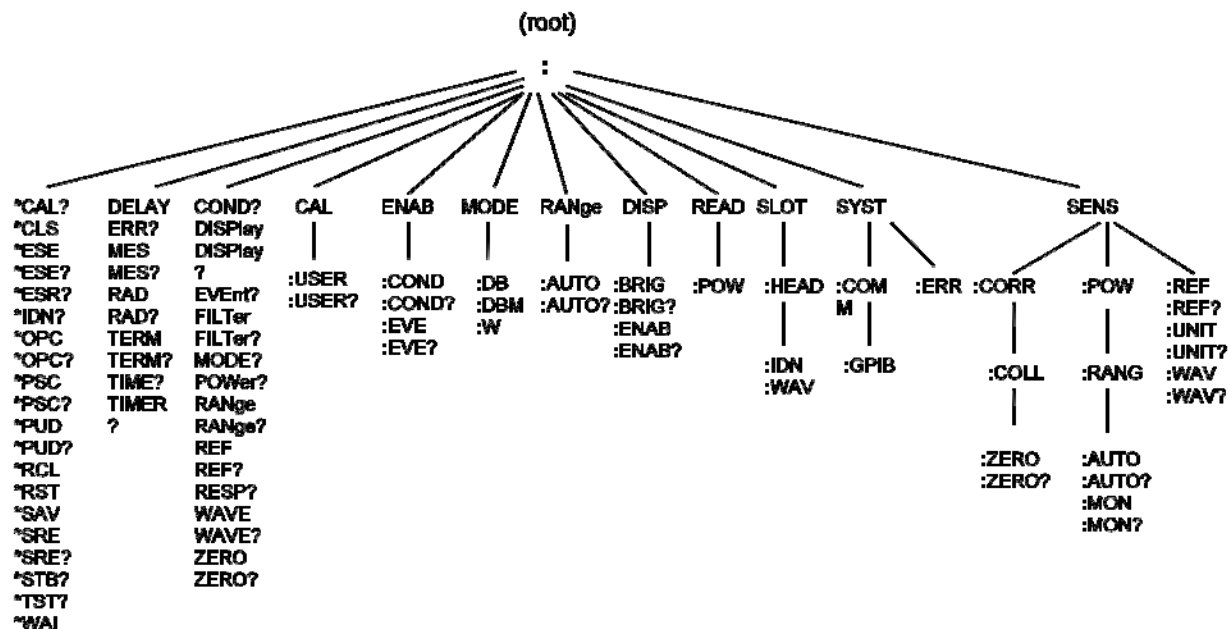 (root)
:
*CAL?
*CLS
*ESE
*ESE?
*ESR?
*IDN?
*OPC
*OPC?
*PSC
*PSC?
*PUD
*PUD?
*RCL
*RST
*SAV
*SRE
*SRE?
*STB?
*TST?
*WAI
DELAY
ERR?
MES
MES?
RAD
RAD?
TERM
TERM?
TIME?
TIMER
?
COND?
DISPlay
DISPlay
?
EVEnt?
FILTer
FILTer?
MODE?
POWer?
RANge
RANge?
REF
REF?
RESP?
WAVE
WAVE?
ZERO
ZERO?
CAL
:USER
:USER?
ENAB
:COND
:COND?
:EVE
:EVE?
MODE
:DB
:DBM
:W
RANge
:AUTO
:AUTO?
DISP
:BRIG
:BRIG?
:ENAB
:ENAB?
READ
:POW
SLOT
:HEAD
:IDN
:WAV
SYST
:COM
M
:GPIB
:ERR
SENS
:CORR
:COLL
:ZERO
:ZERO?
:POW
:RANG
:AUTO
:AUTO?
:MON
:MON?
:REF
:REF?
:UNIT
:UNIT?
:WAV
:WAV?